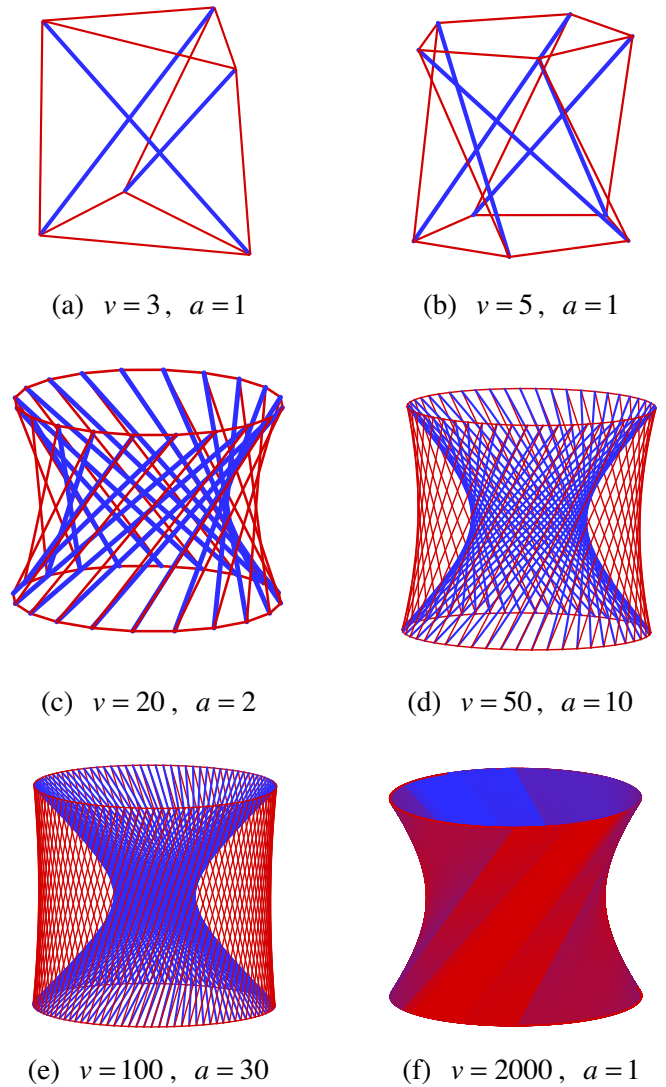 (a) v = 3, a = 1
(b) v = 5, a = 1
(c) v = 20, a = 2
(d) v = 50, a = 10
(e) v = 100, a = 30
(f) v = 2000, a = 1